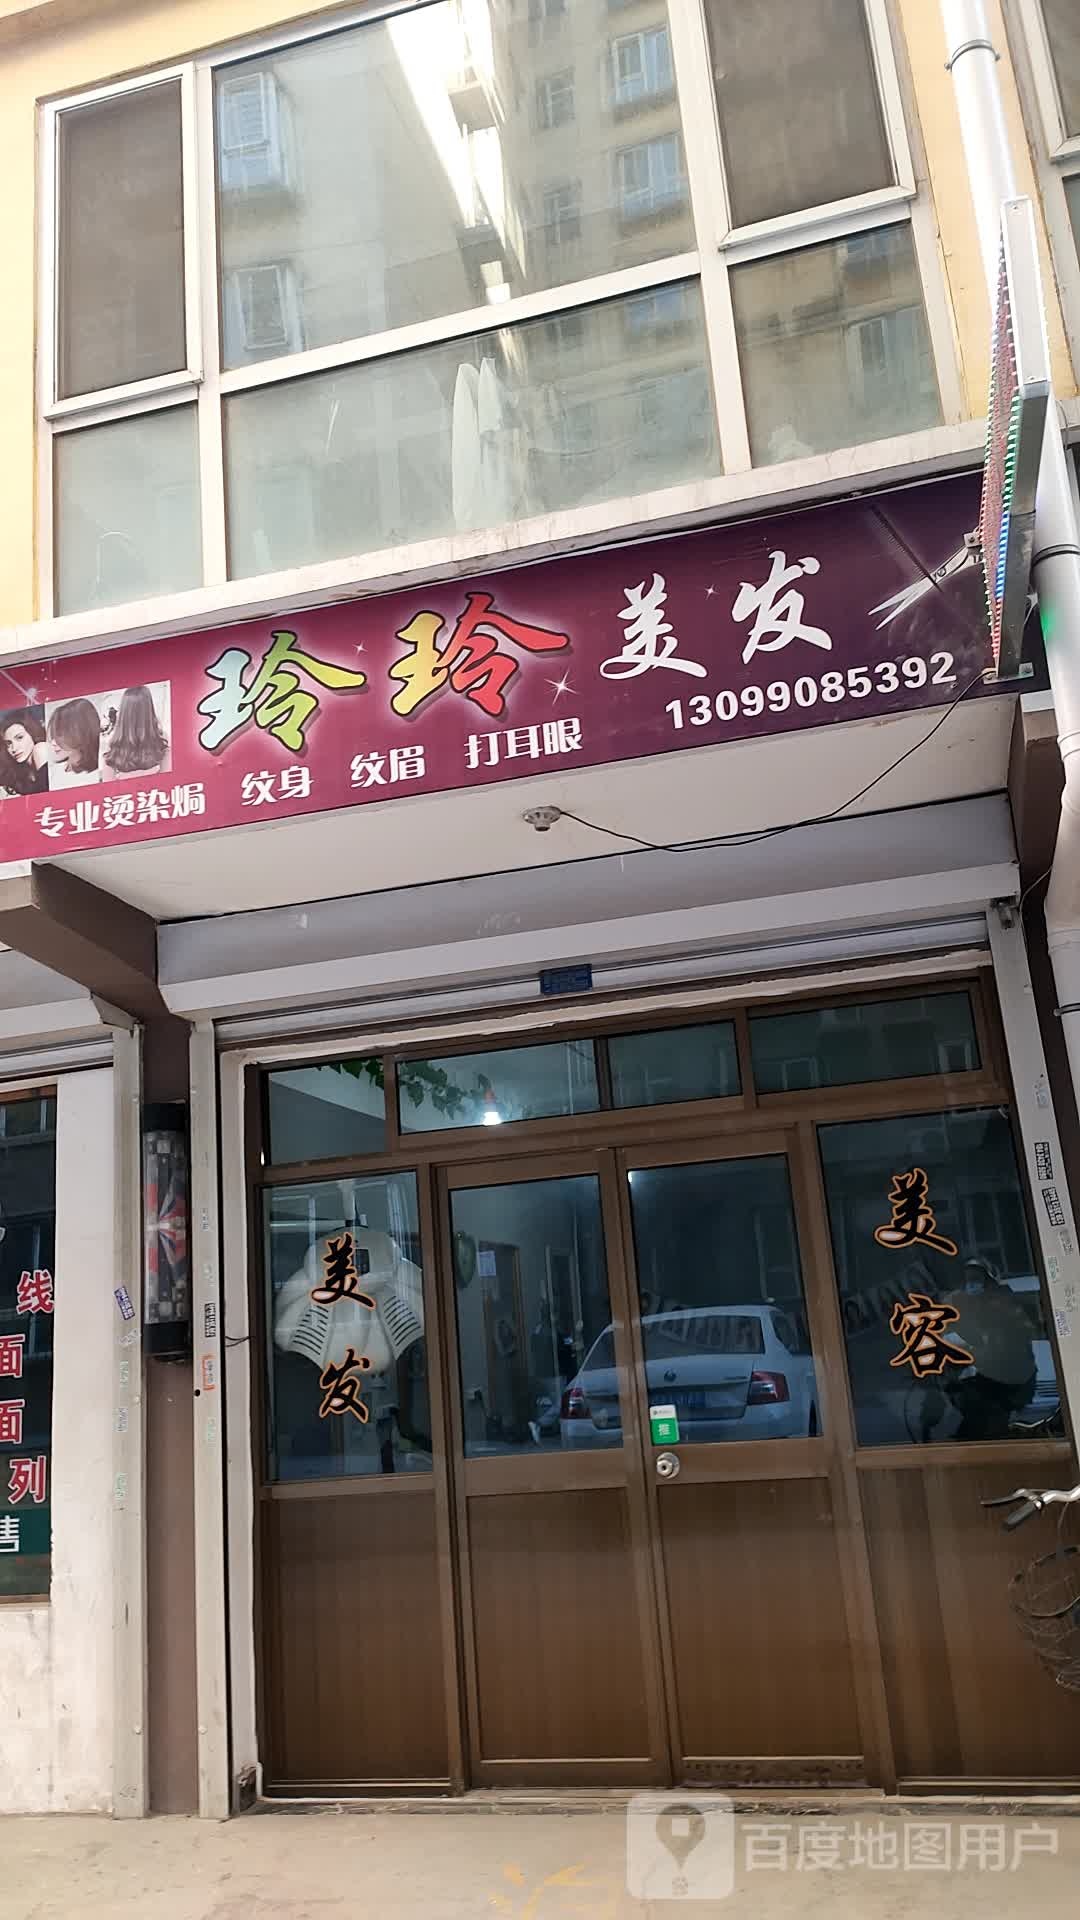 玲玲美发
13099085392
专业烫染焗 纹身 纹眉 打耳眼
美发
美容
推
线
面
面
列
售
百度地图用户